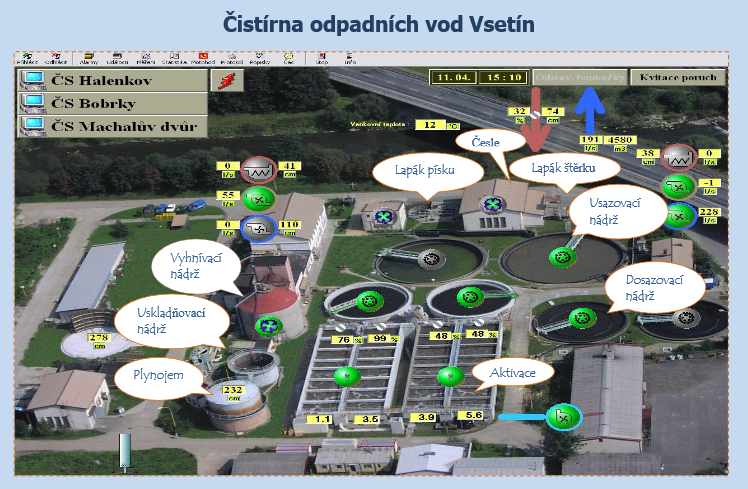 Čistírna odpadních vod Vsetín
Přihlásit Odhlásit Alarmy Události Měření Statistika Motohod Protokol Popisky Čas Stop Info
ČS Halenkov
ČS Bobrky
ČS Machalův dvůr
11. 04. 15 : 10 Odstav. houkačky Kvitace poruch
32 % 74 cm
Venkovní teplota : 12 °C
191 l/s 4580 m3
Česle
Lapák písku
Lapák štěrku
0 l/s 41 cm
38 cm 0 l/s
55 l/s
-1 l/s
0 l/s 110 cm
228 l/s
Usazovací
nádrž
Vyhnívací
nádrž
Dosazovací
nádrž
Uskladňovací
nádrž
278 cm
76 % 99 % 48 % 48 %
Plynojem
232 cm
Aktivace
1.1 3.5 3.9 5.6